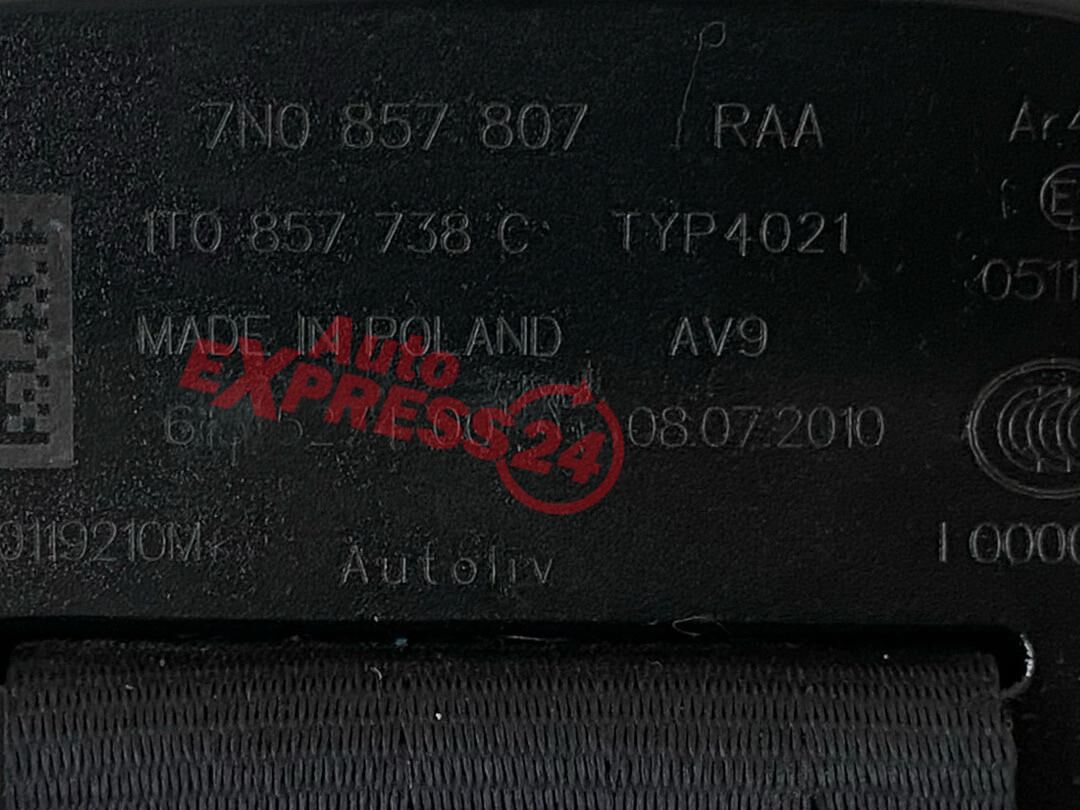 7N0 857 807 RAA
1T0 857 738 C TYP4021
E
MADE IN POLAND AV9
08.07.2010
Auto
EXPRESS24
Autoliv